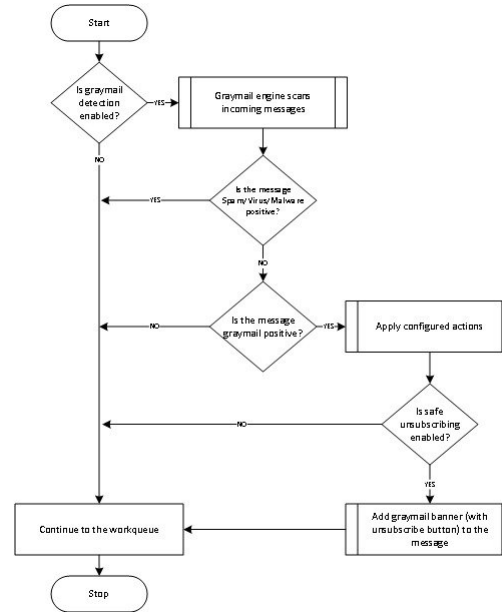 Start
Is graymail
detection
enabled?
YES
Graymail engine scans
incoming messages
NO
Is the message
Spam/Virus/Malware
positive?
YES
NO
Is the message
graymail positive?
NO
YES
Apply configured actions
Is safe
unsubscribing
enabled?
NO
YES
Continue to the workqueue
Add graymail banner (with
unsubscribe button) to the
message
Stop